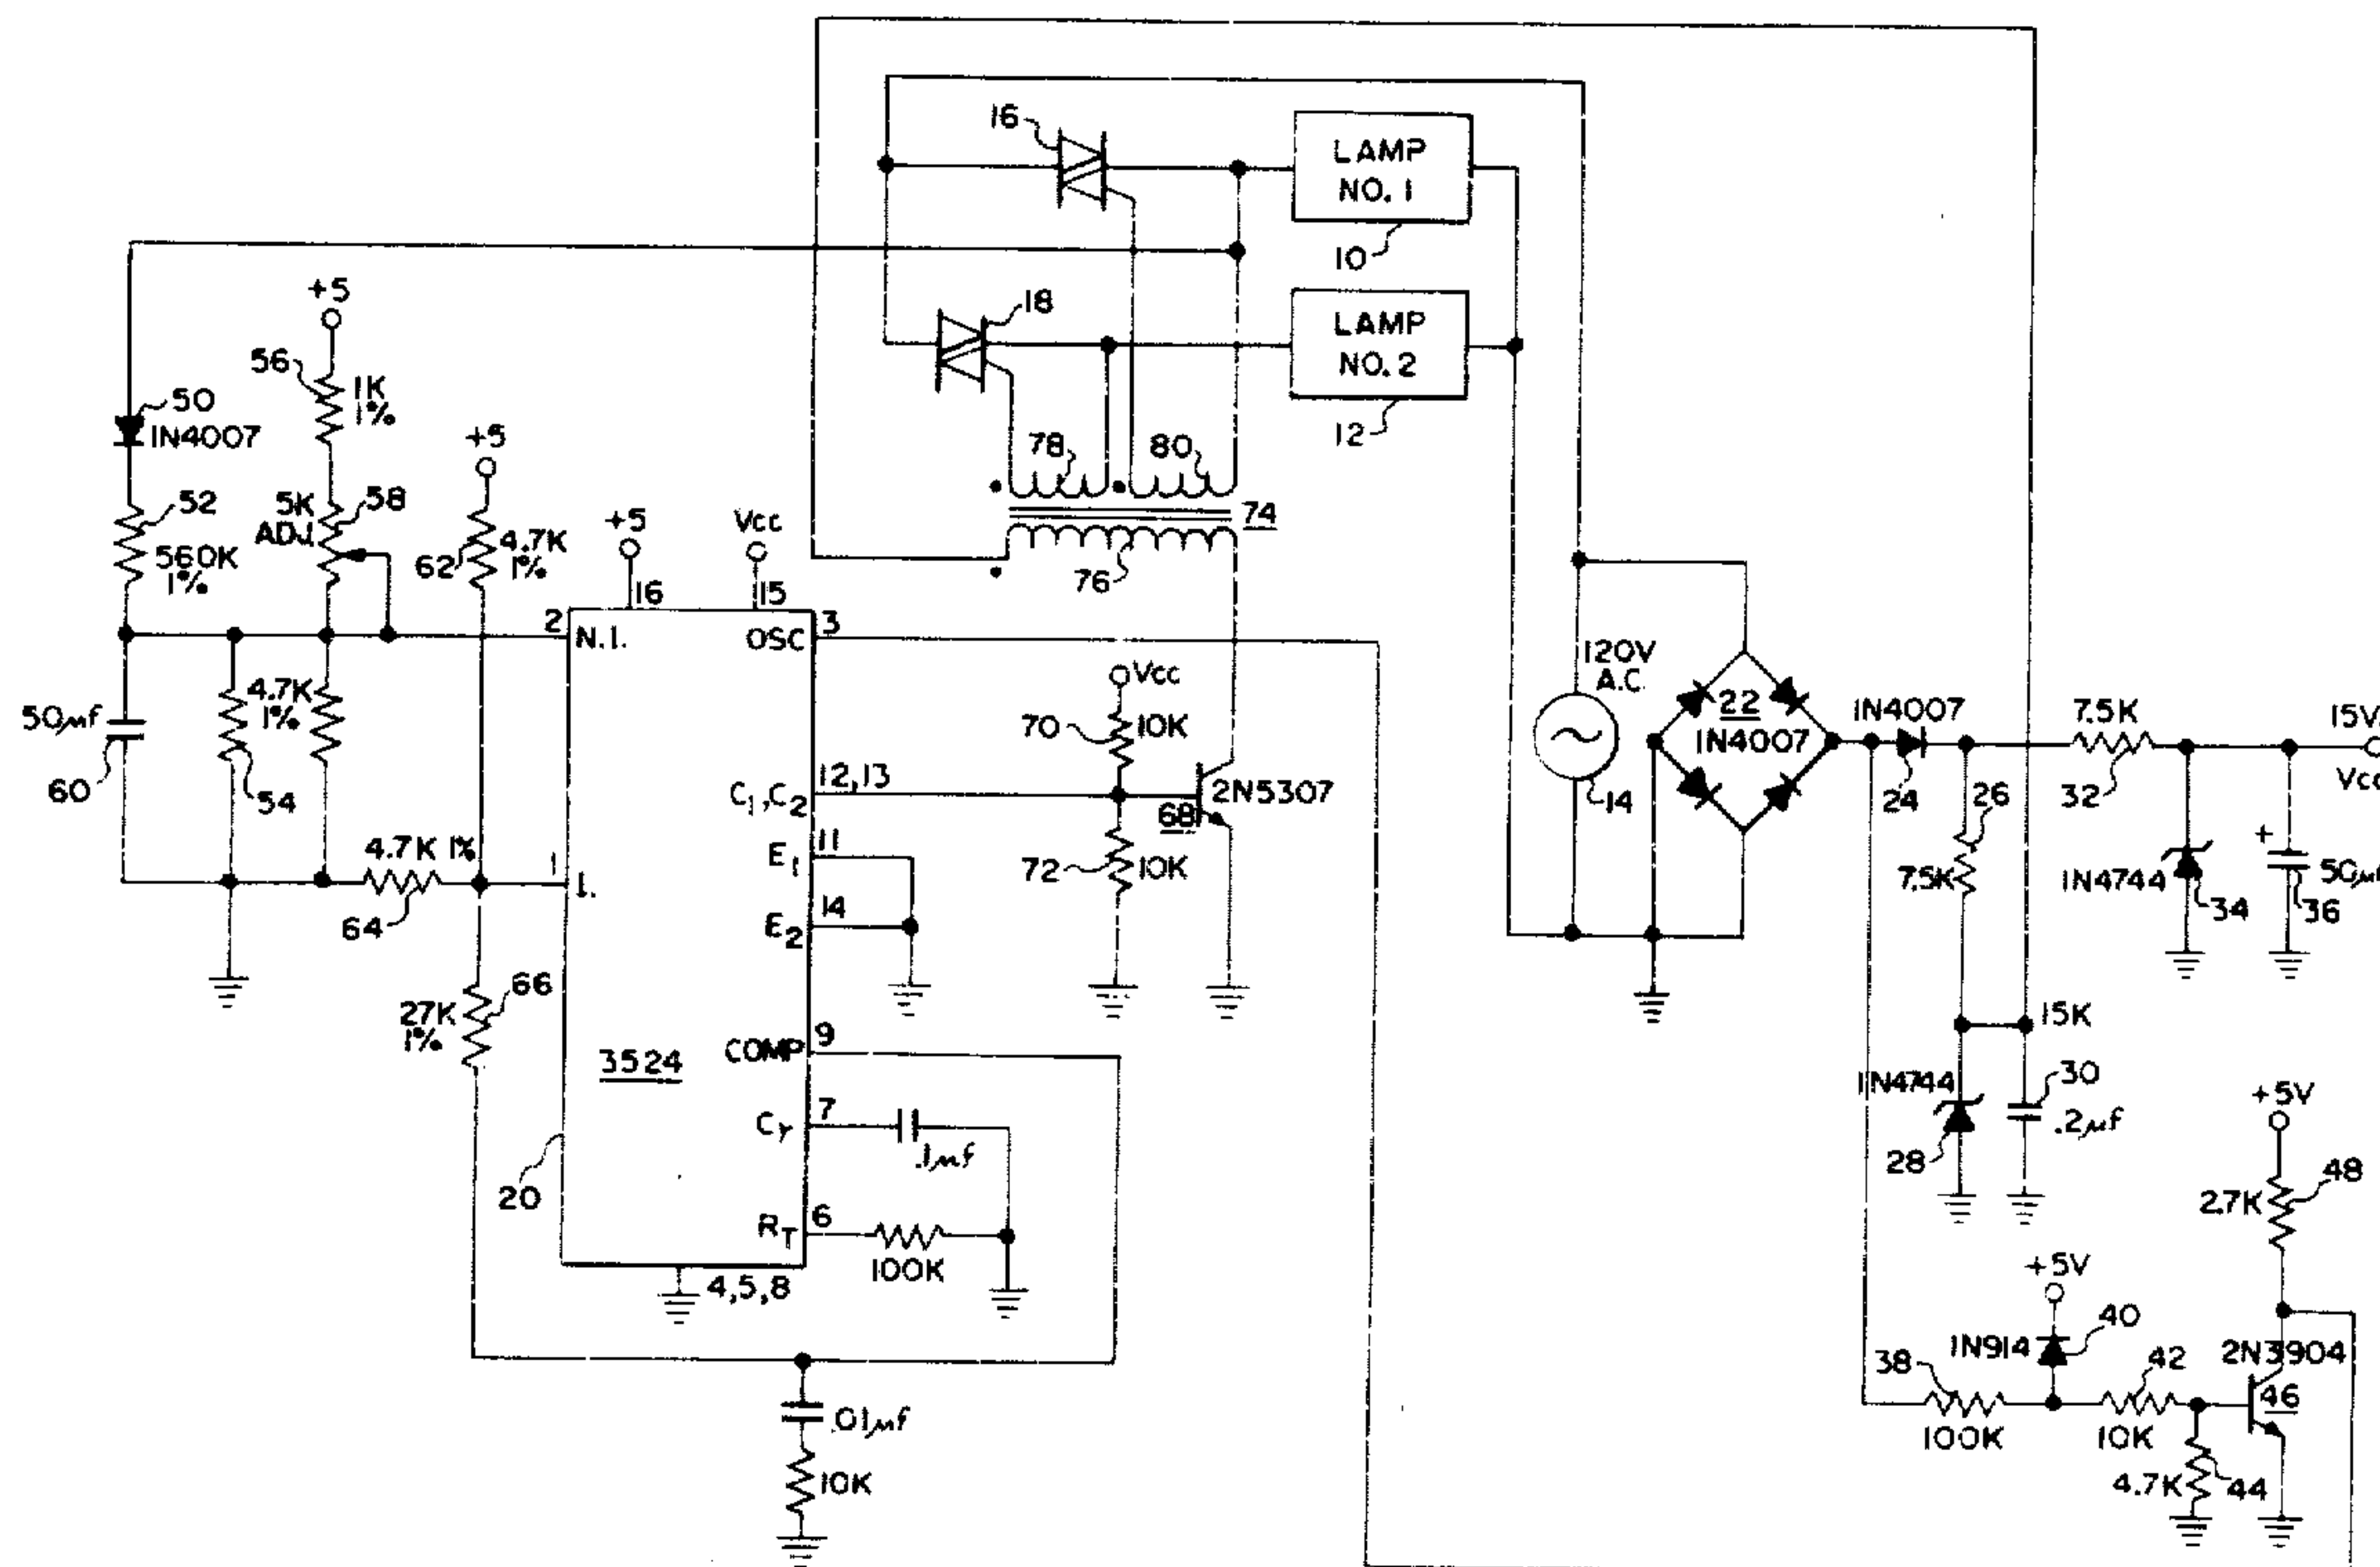 16
LAMP
NO. 1
10
+5
18
LAMP
NO. 2
12
56
1K
1%
50
1N4007
+5
78
80
52
560K
1%
5K
ADJ.
58
62
4.7K
1%
+5
Vcc
74
76
16
15
2
N.I.
OSC
3
120V
A.C.
14
Vcc
70
10K
22
1N4007
1N4007
24
26
7.5K
32
15V.
Vcc
50µf
60
4.7K
1%
54
12,13
C1,C2
2N5307
68
72
10K
11
E1
14
E2
7.5K
1N4744
34
+
50µf
36
4.7K 1%
64
1
I.
27K
1%
66
9
COMP
3524
15K
1N4744
28
30
.2µf
7
CT
.1µf
20
6
RT
100K
4,5,8
+5V
2.7K
48
+5V
1N914
40
38
100K
42
10K
2N3904
46
4.7K
44
.01µf
10K